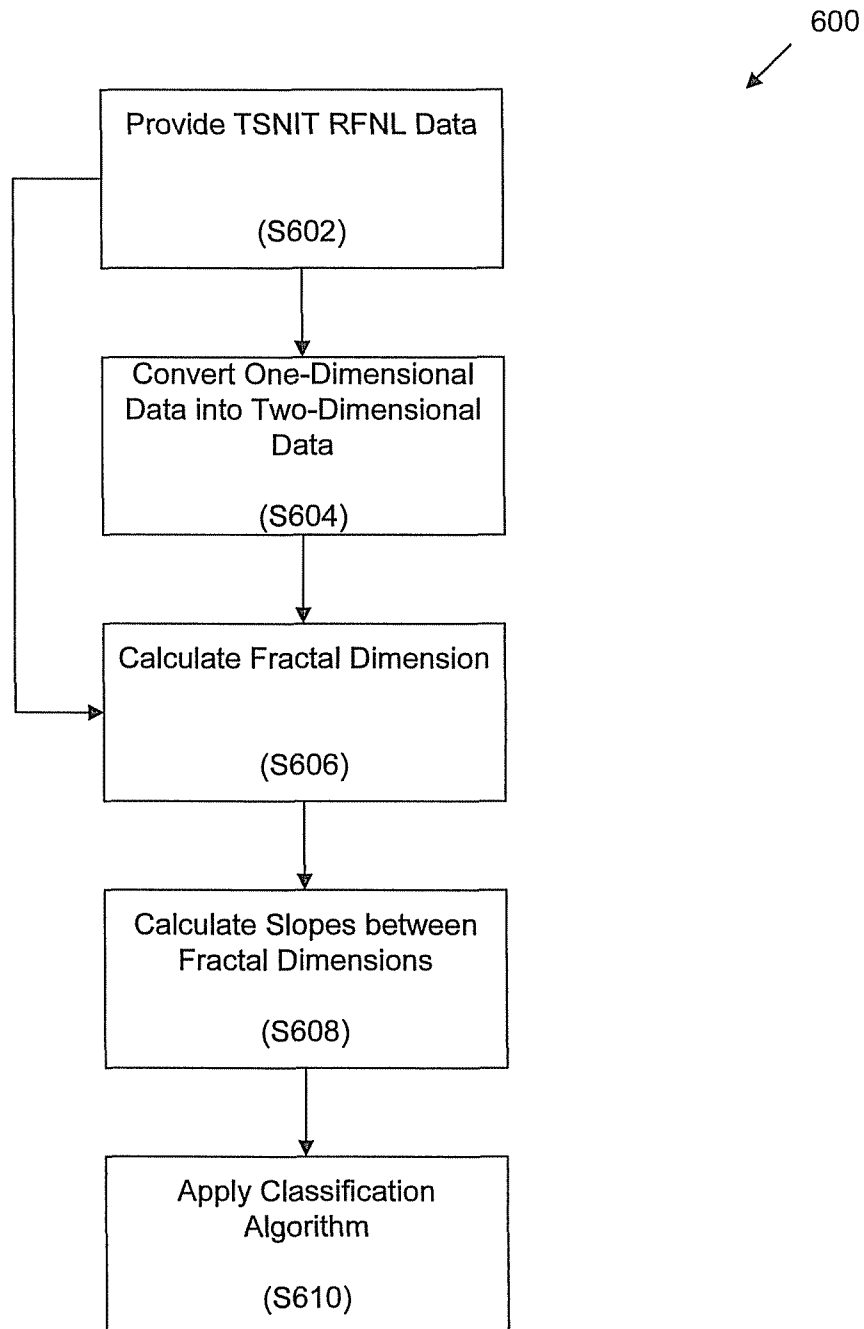 600
Provide TSNIT RFNL Data
(S602)
Convert One-Dimensional
Data into Two-Dimensional
Data
(S604)
Calculate Fractal Dimension
(S606)
Calculate Slopes between
Fractal Dimensions
(S608)
Apply Classification
Algorithm
(S610)